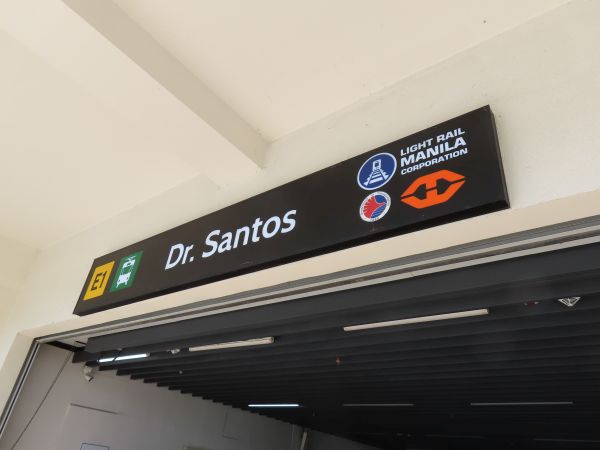 E1
Dr. Santos
LIGHT RAIL
MANILA
CORPORATION